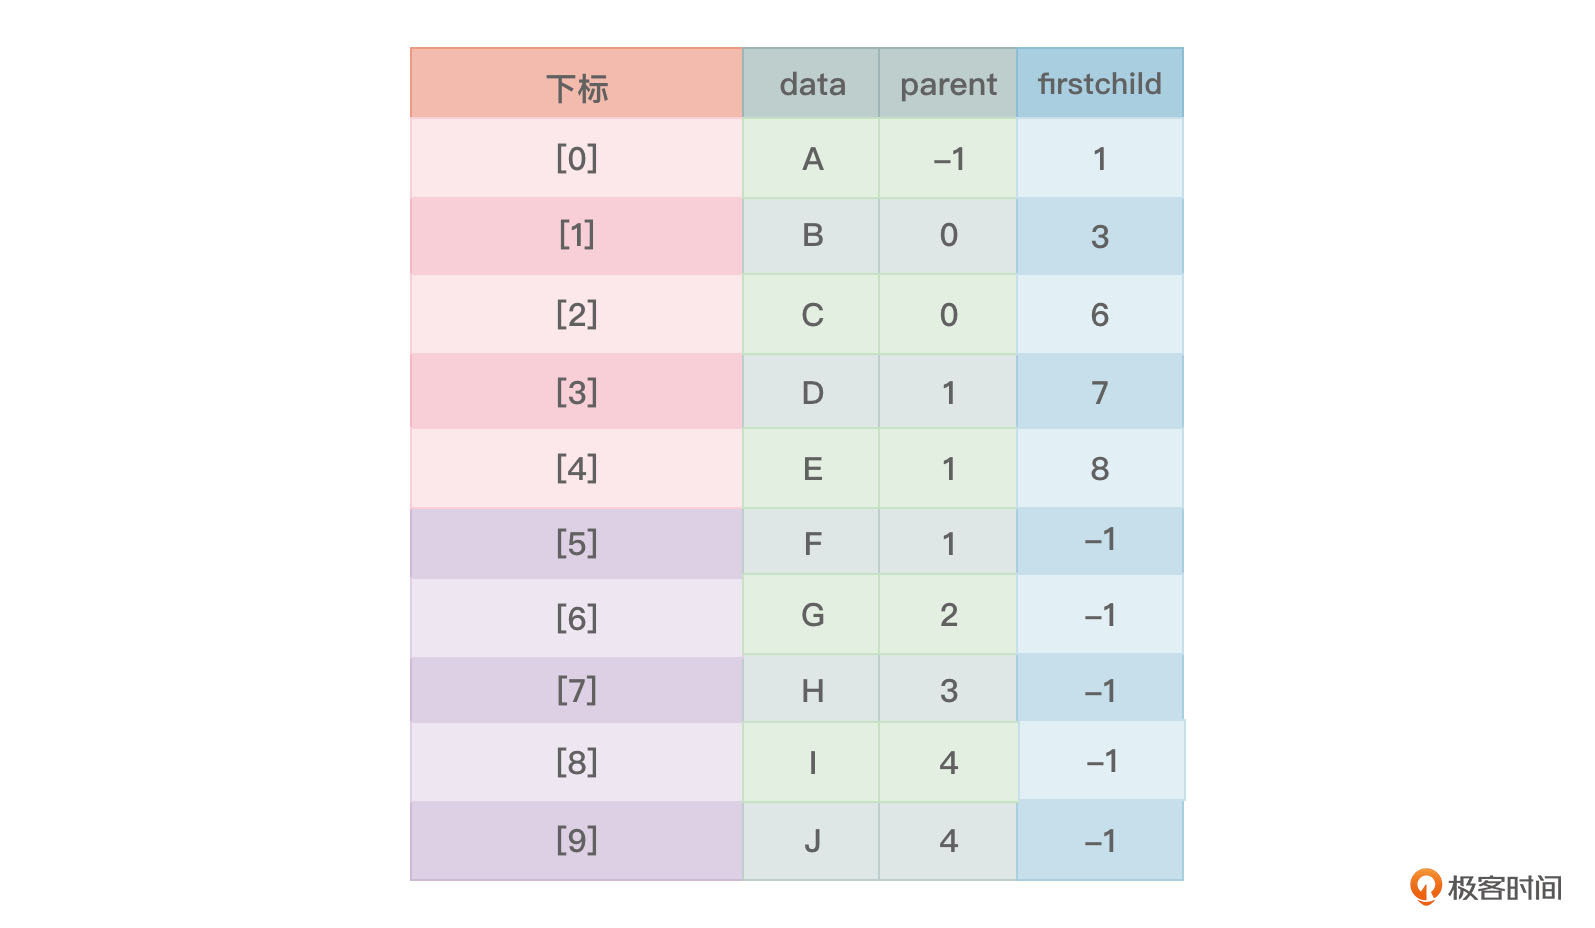 下标 data parent firstchild
[0] A –1 1
[1] B 0 3
[2] C 0 6
[3] D 1 7
[4] E 1 8
[5] F 1 –1
[6] G 2 –1
[7] H 3 –1
[8] I 4 –1
[9] J 4 –1
极客时间